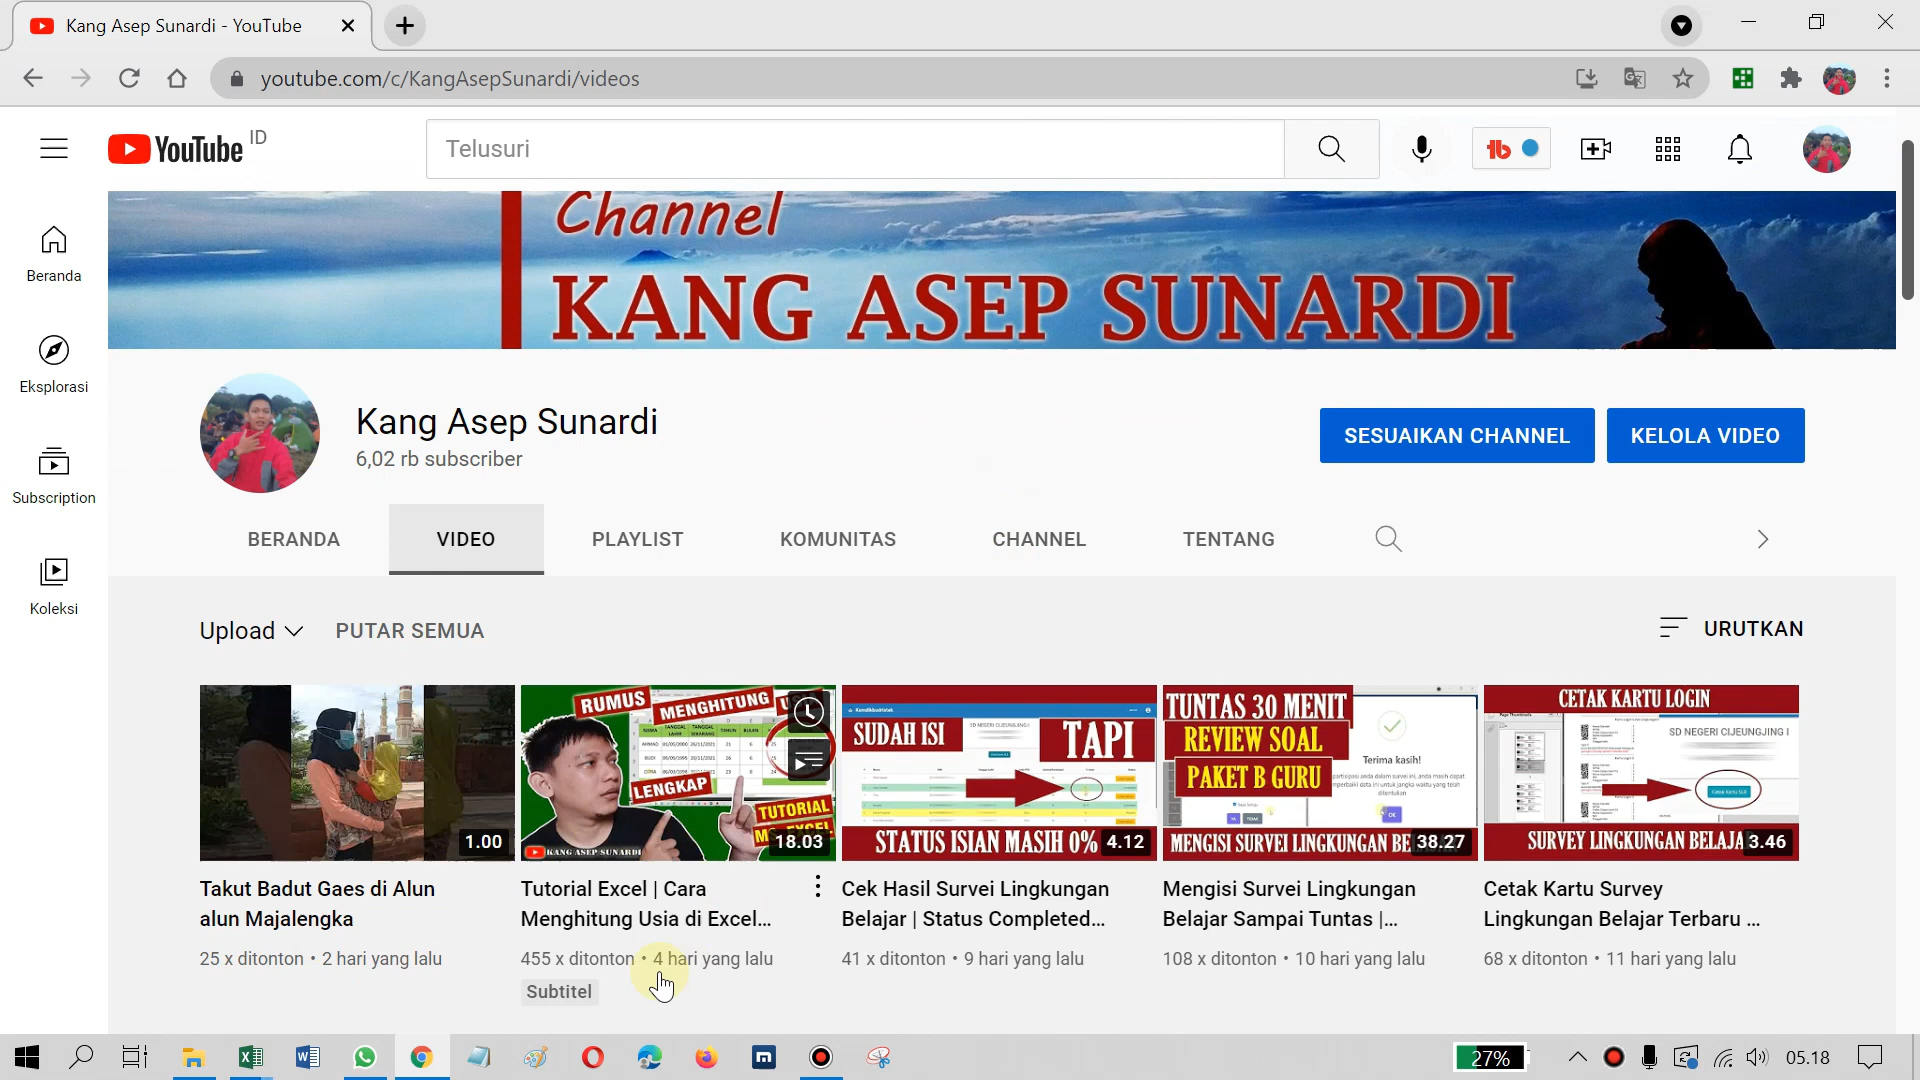 Kang Asep Sunardi - YouTube
youtube.com/c/KangAsepSunardi/videos
YouTube ID
Telusuri
Beranda
Eksplorasi
Subscription
Koleksi
Channel
KANG ASEP SUNARDI
Kang Asep Sunardi
6,02 rb subscriber
SESUAIKAN CHANNEL
KELOLA VIDEO
BERANDA
VIDEO
PLAYLIST
KOMUNITAS
CHANNEL
TENTANG
Upload
PUTAR SEMUA
URUTKAN
1.00
Takut Badut Gaes di Alun
alun Majalengka
25 x ditonton • 2 hari yang lalu
RUMUS
MENGHITUNG
LENGKAP
TUTORIAL
KANG ASEP SUNARDI
18.03
Tutorial Excel | Cara
Menghitung Usia di Excel...
455 x ditonton • 4 hari yang lalu
Subtitel
SUDAH ISI
TAPI
SD NEGERI CIJEUNGJING I
STATUS ISIAN MASIH 0%
4.12
Cek Hasil Survei Lingkungan
Belajar | Status Completed...
41 x ditonton • 9 hari yang lalu
TUNTAS 30 MENIT
REVIEW SOAL
PAKET B GURU
Terima kasih!
MENGISI SURVEI LINGKUNGAN BE
38.27
Mengisi Survei Lingkungan
Belajar Sampai Tuntas |...
108 x ditonton • 10 hari yang lalu
CETAK KARTU LOGIN
SD NEGERI CIJEUNGJING I
SURVEY LINGKUNGAN BELAJA
3.46
Cetak Kartu Survey
Lingkungan Belajar Terbaru ...
68 x ditonton • 11 hari yang lalu
27%
05.18